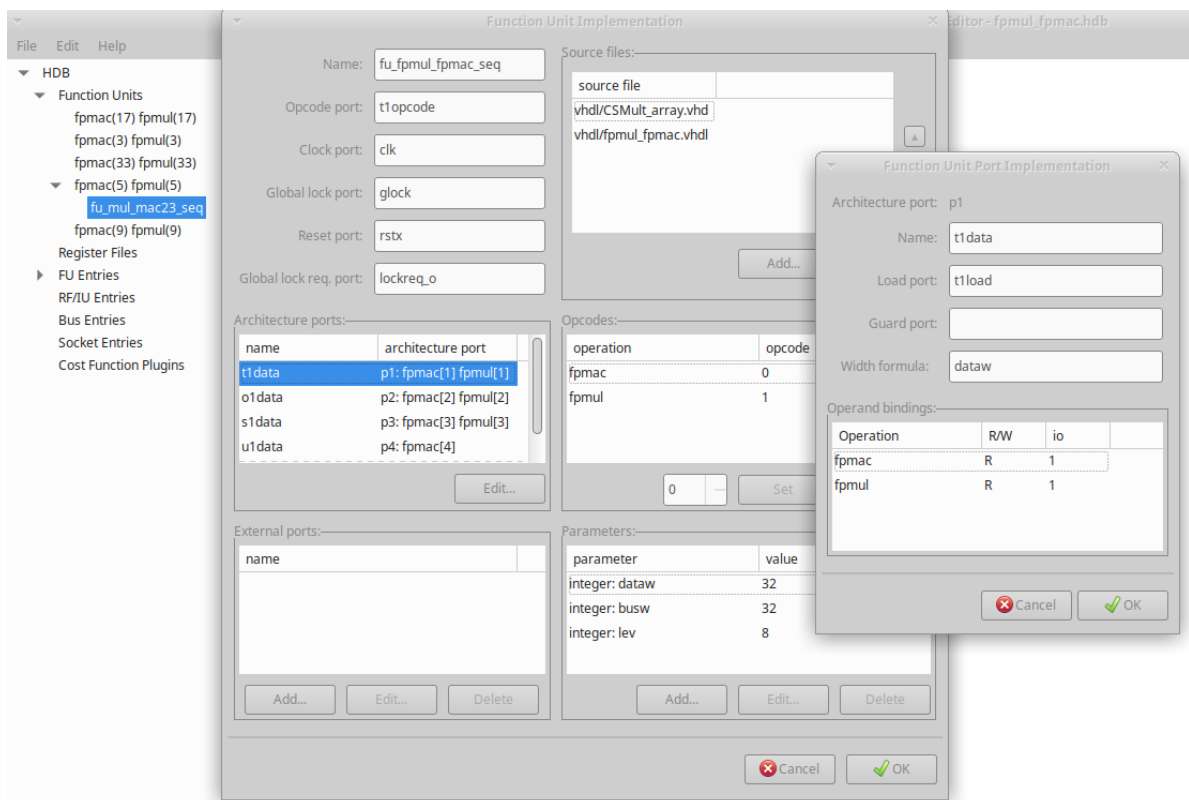 Editor - fpmul_fpmac.hdb
File Edit Help
HDB
Function Units
fpmac(17) fpmul(17)
fpmac(3) fpmul(3)
fpmac(33) fpmul(33)
fpmac(5) fpmul(5)
fu_mul_mac23_seq
fpmac(9) fpmul(9)
Register Files
FU Entries
RF/IU Entries
Bus Entries
Socket Entries
Cost Function Plugins
Function Unit Implementation
Name: fu_fpmul_fpmac_seq
Opcode port: t1opcode
Clock port: clk
Global lock port: glock
Reset port: rstx
Global lock req. port: lockreq_o
Source files:
source file
vhdl/CSMult_array.vhd
vhdl/fpmul_fpmac.vhdl
Add...
Architecture ports:
name architecture port
t1data p1: fpmac[1] fpmul[1]
o1data p2: fpmac[2] fpmul[2]
s1data p3: fpmac[3] fpmul[3]
u1data p4: fpmac[4]
Edit...
Opcodes:
operation opcode
fpmac 0
fpmul 1
0 Set
External ports:
name
Add... Edit... Delete
Parameters:
parameter value
integer: dataw 32
integer: busw 32
integer: lev 8
Add... Edit... Delete
Cancel OK
Function Unit Port Implementation
Architecture port: p1
Name: t1data
Load port: t1load
Guard port:
Width formula: dataw
Operand bindings:
Operation R/W io
fpmac R 1
fpmul R 1
Cancel OK